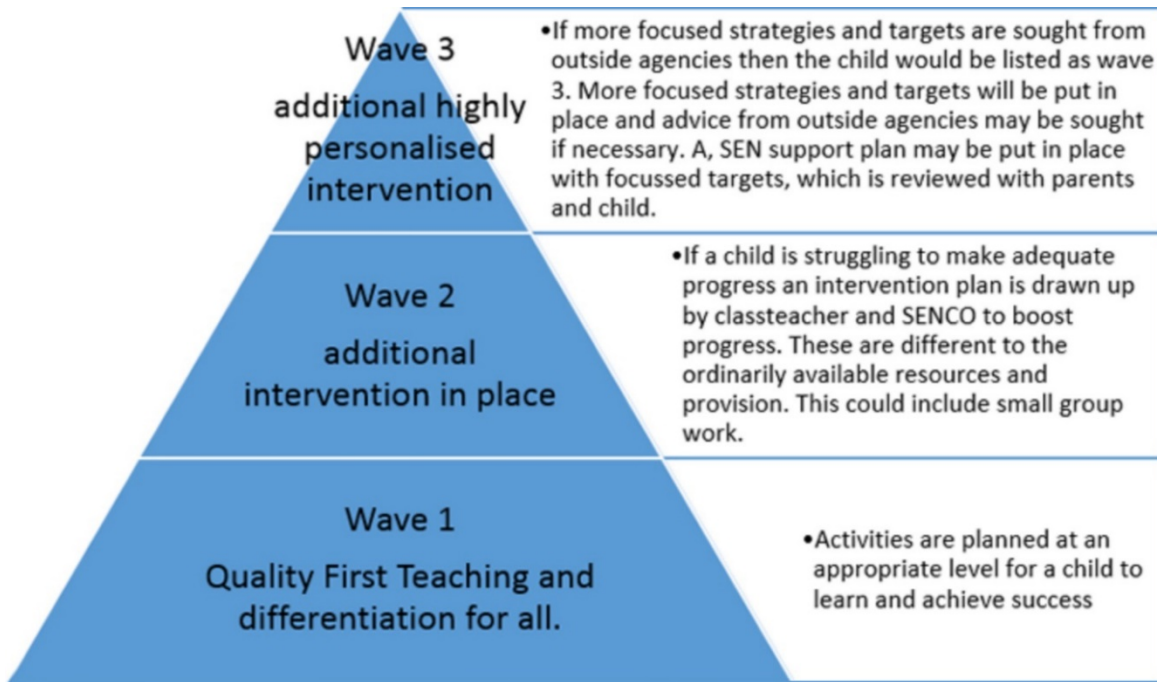 Wave 3
additional highly
personalised
intervention
•If more focused strategies and targets are sought from
outside agencies then the child would be listed as wave
3. More focused strategies and targets will be put in
place and advice from outside agencies may be sought
if necessary. A, SEN support plan may be put in place
with focussed targets, which is reviewed with parents
and child.
Wave 2
additional
intervention in place
•If a child is struggling to make adequate
progress an intervention plan is drawn up
by classteacher and SENCO to boost
progress. These are different to the
ordinarily available resources and
provision. This could include small group
work.
Wave 1
Quality First Teaching and
differentiation for all.
•Activities are planned at an
appropriate level for a child to
learn and achieve success